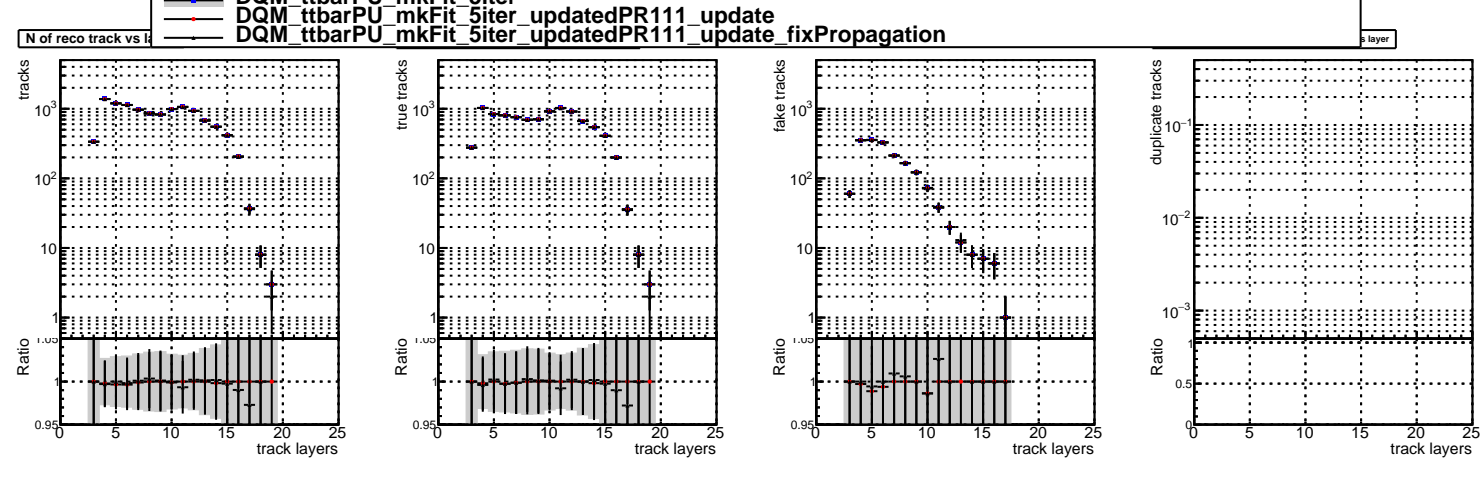 DQM_ttbarPU_mkFit_5iter
DQM_ttbarPU_mkFit_5iter_updatedPR111_update
DQM_ttbarPU_mkFit_5iter_updatedPR111_update_fixPropagation
N of reco track vs la
s layer
tracks
10³
10²
10
1
Ratio
1.05
1
0.95
0 5 10 15 20 25
track layers
true tracks
10³
10²
10
1
Ratio
1.05
1
0.95
0 5 10 15 20 25
track layers
fake tracks
10³
10²
10
1
Ratio
1.05
1
0.95
0 5 10 15 20 25
track layers
duplicate tracks
10⁻¹
10⁻²
10⁻³
Ratio
1
0.5
0
0 5 10 15 20 25
track layers